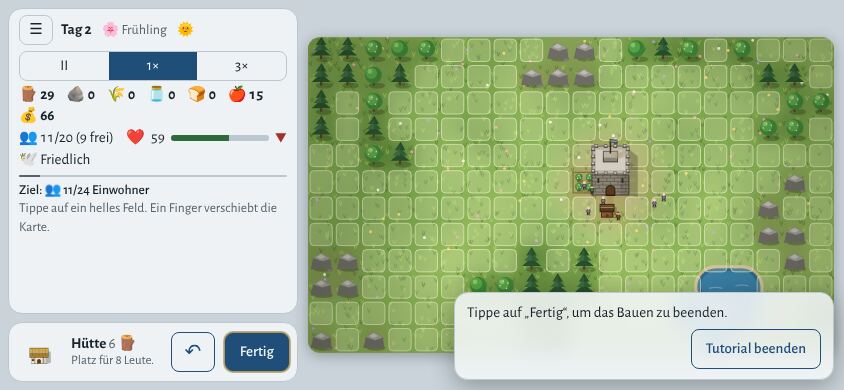 ☰ Tag 2 🌸 Frühling 🌞
II 1× 3×
🪵 29 🪨 0 🌾 0 🫙 0 🍞 0 🍎 15
💰 66
👥 11/20 (9 frei) ❤️ 59 ▼
🕊️ Friedlich
Ziel: 👥 11/24 Einwohner
Tippe auf ein helles Feld. Ein Finger verschiebt die
Karte.
Hütte 6 🪵
Platz für 8 Leute.
↶ Fertig
Tippe auf „Fertig“, um das Bauen zu beenden.
Tutorial beenden